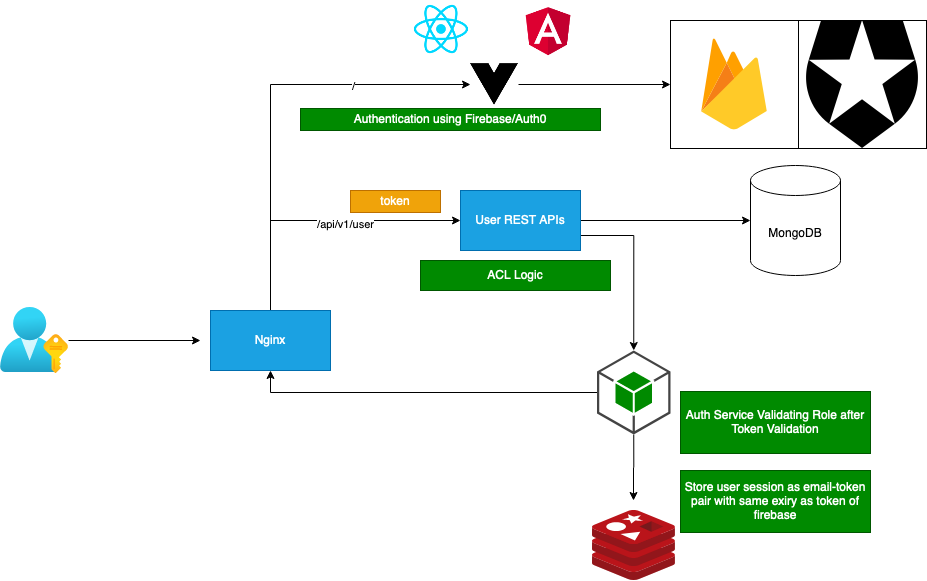 /
Authentication using Firebase/Auth0
token
/api/v1/user
User REST APIs
MongoDB
ACL Logic
Nginx
Auth Service Validating Role after
Token Validation
Store user session as email-token
pair with same exiry as token of
firebase